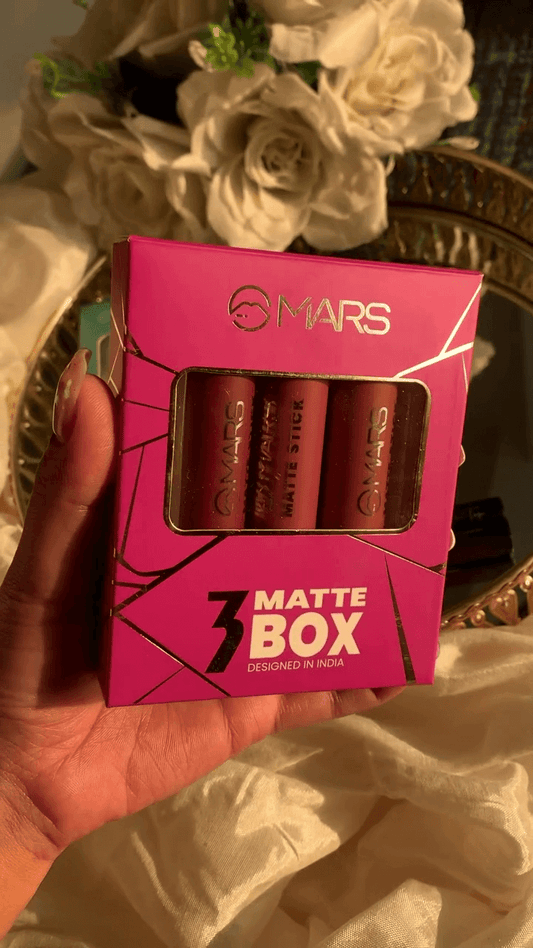 MARS
MARS
MATTE STICK
MARS
3 MATTE
BOX
DESIGNED IN INDIA